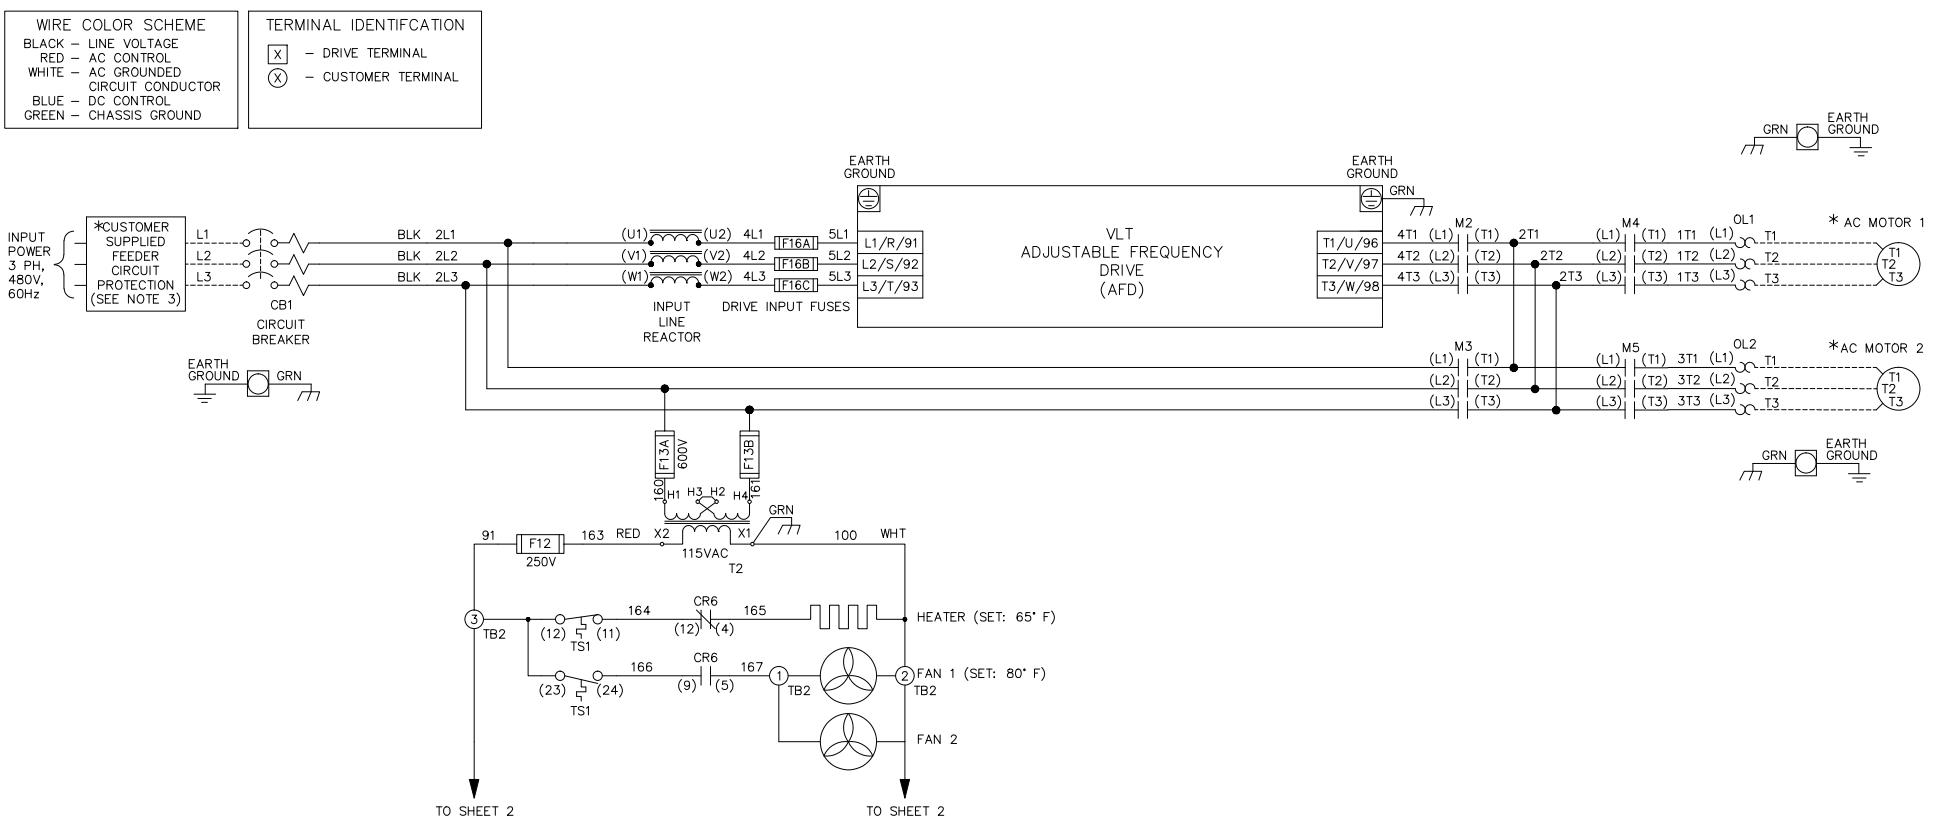 WIRE COLOR SCHEME
BLACK – LINE VOLTAGE
RED – AC CONTROL
WHITE – AC GROUNDED
CIRCUIT CONDUCTOR
BLUE – DC CONTROL
GREEN – CHASSIS GROUND
TERMINAL IDENTIFCATION
X – DRIVE TERMINAL
X – CUSTOMER TERMINAL
GRN
EARTH
GROUND
INPUT
POWER
3 PH,
480V,
60Hz
*CUSTOMER
SUPPLIED
FEEDER
CIRCUIT
PROTECTION
(SEE NOTE 3)
L1
L2
L3
CB1
CIRCUIT
BREAKER
EARTH
GROUND
GRN
BLK 2L1
BLK 2L2
BLK 2L3
(U1) (U2) 4L1 F16A 5L1
(V1) (V2) 4L2 F16B 5L2
(W1) (W2) 4L3 F16C 5L3
INPUT
LINE
REACTOR
DRIVE INPUT FUSES
EARTH
GROUND
L1/R/91
L2/S/92
L3/T/93
VLT
ADJUSTABLE FREQUENCY
DRIVE
(AFD)
EARTH
GROUND
GRN
T1/U/96
T2/V/97
T3/W/98
M2
4T1 (L1) (T1) 2T1
4T2 (L2) (T2) 2T2
4T3 (L3) (T3) 2T3
M4 OL1
(L1) (T1) 1T1 (L1) T1
(L2) (T2) 1T2 (L2) T2
(L3) (T3) 1T3 (L3) T3
* AC MOTOR 1
T1
T2
T3
M3
(L1) (T1)
(L2) (T2)
(L3) (T3)
M5 OL2
(L1) (T1) 3T1 (L1) T1
(L2) (T2) 3T2 (L2) T2
(L3) (T3) 3T3 (L3) T3
*AC MOTOR 2
T1
T2
T3
GRN
EARTH
GROUND
F13A
600V
F13B
160
161
H1 H3 H2 H4
GRN
91 F12 163 RED X2 X1 100 WHT
250V
115VAC
T2
3
TB2
(12) (11)
TS1
164
CR6
(12) (4)
165
HEATER (SET: 65° F)
(23) (24)
TS1
166
CR6
(9) (5)
167
1
TB2
2
TB2
FAN 1 (SET: 80° F)
FAN 2
TO SHEET 2
TO SHEET 2